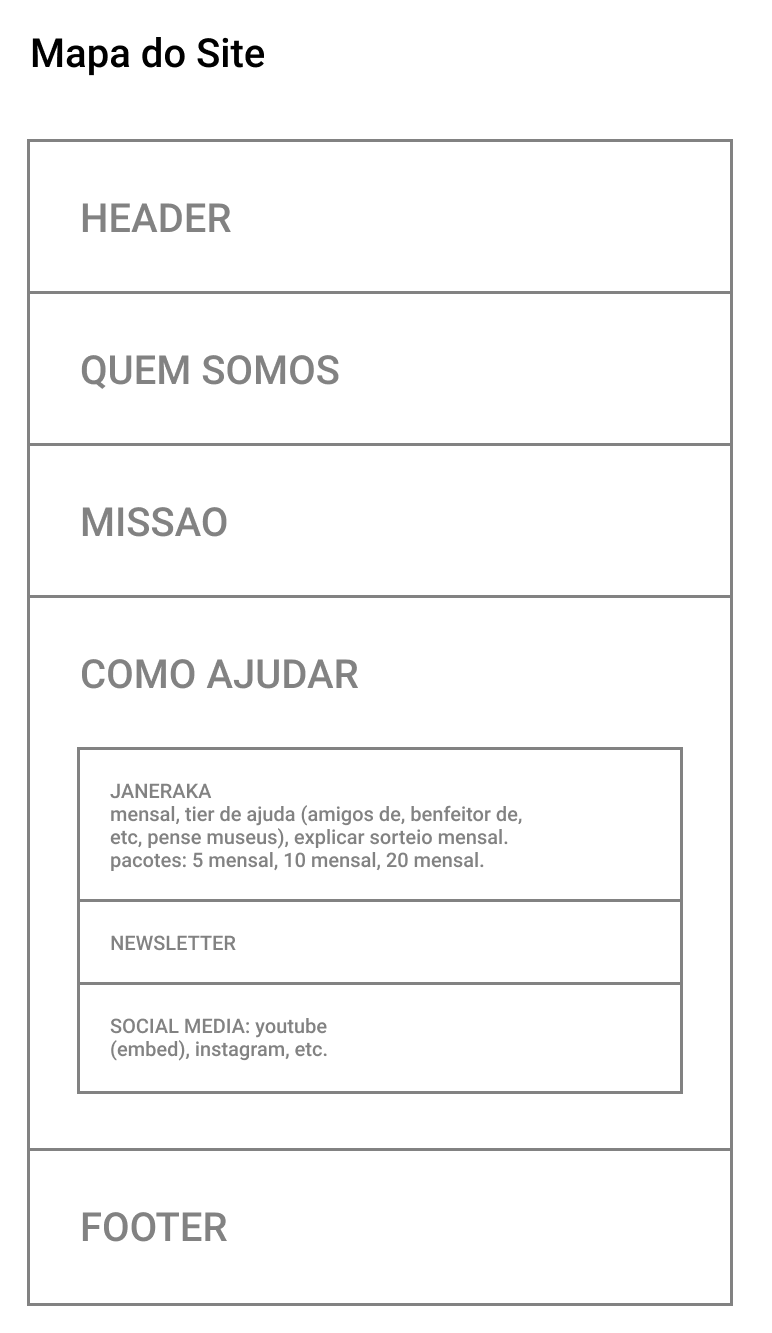 Mapa do Site
HEADER
QUEM SOMOS
MISSAO
COMO AJUDAR
JANERAKA
mensal, tier de ajuda (amigos de, benfeitor de,
etc, pense museus), explicar sorteio mensal.
pacotes: 5 mensal, 10 mensal, 20 mensal.
NEWSLETTER
SOCIAL MEDIA: youtube
(embed), instagram, etc.
FOOTER